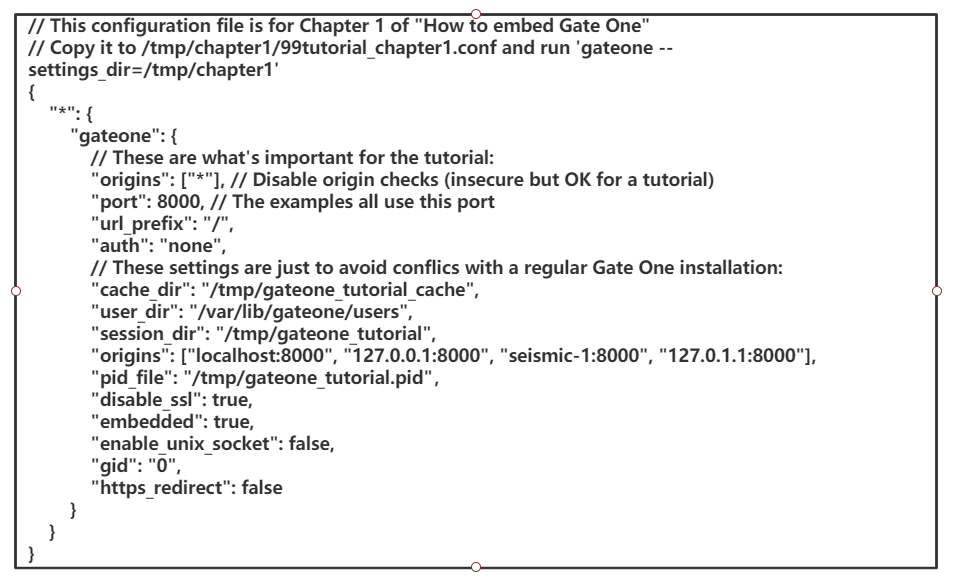 // This configuration file is for Chapter 1 of "How to embed Gate One"
// Copy it to /tmp/chapter1/99tutorial_chapter1.conf and run 'gateone --
settings_dir=/tmp/chapter1'
{
    "*": {
        "gateone": {
            // These are what's important for the tutorial:
            "origins": ["*"], // Disable origin checks (insecure but OK for a tutorial)
            "port": 8000, // The examples all use this port
            "url_prefix": "/",
            "auth": "none",
            // These settings are just to avoid conflics with a regular Gate One installation:
            "cache_dir": "/tmp/gateone_tutorial_cache",
            "user_dir": "/var/lib/gateone/users",
            "session_dir": "/tmp/gateone_tutorial",
            "origins": ["localhost:8000", "127.0.0.1:8000", "seismic-1:8000", "127.0.1.1:8000"],
            "pid_file": "/tmp/gateone_tutorial.pid",
            "disable_ssl": true,
            "embedded": true,
            "enable_unix_socket": false,
            "gid": "0",
            "https_redirect": false
        }
    }
}